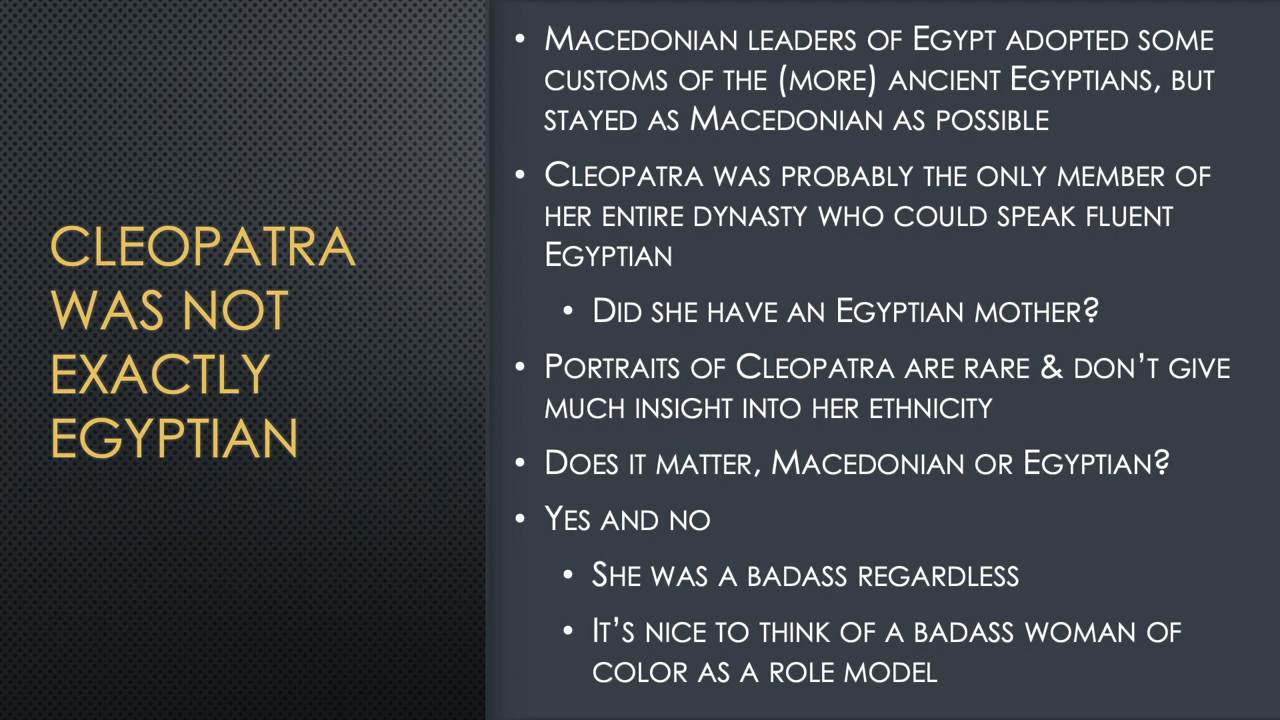 CLEOPATRA
WAS NOT
EXACTLY
EGYPTIAN
• Macedonian leaders of Egypt adopted some
customs of the (more) ancient Egyptians, but
stayed as Macedonian as possible
• Cleopatra was probably the only member of
her entire dynasty who could speak fluent
Egyptian
• Did she have an Egyptian mother?
• Portraits of Cleopatra are rare & don't give
much insight into her ethnicity
• Does it matter, Macedonian or Egyptian?
• Yes and no
• She was a badass regardless
• It's nice to think of a badass woman of
color as a role model